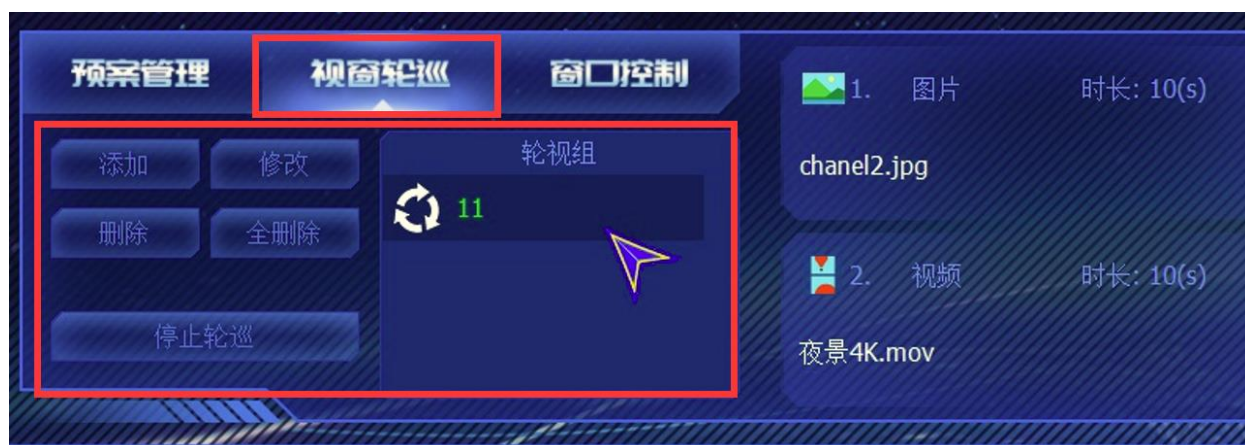 预案管理 视窗轮巡 窗口控制
添加 修改
删除 全删除
停止轮巡
轮视组
11
1. 图片 时长: 10(s)
chanel2.jpg
2. 视频 时长: 10(s)
夜景4K.mov